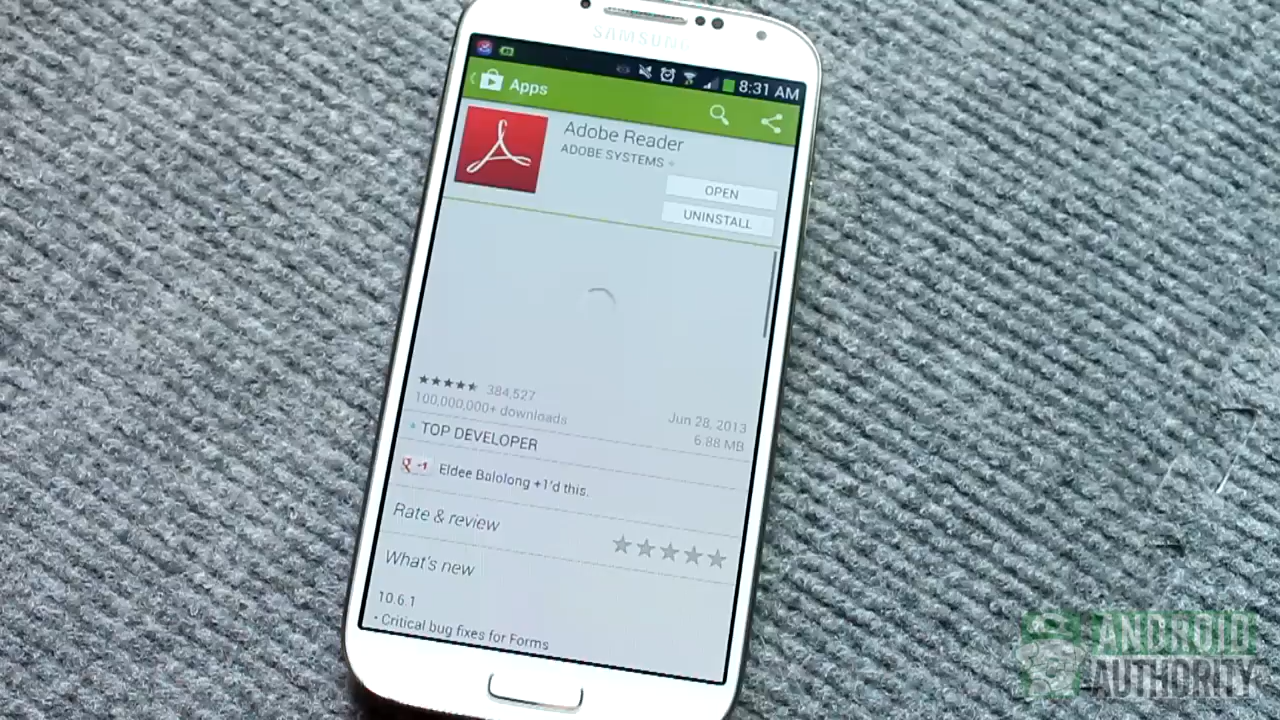 SAMSUNG
8:31 AM
Apps
Adobe Reader
ADOBE SYSTEMS
OPEN
UNINSTALL
384,527
100,000,000+ downloads
Jun 28, 2013
6.88 MB
TOP DEVELOPER
g +1 Eldee Balolong +1'd this.
Rate & review
What's new
10.6.1
• Critical bug fixes for Forms
ANDROID
AUTHORITY